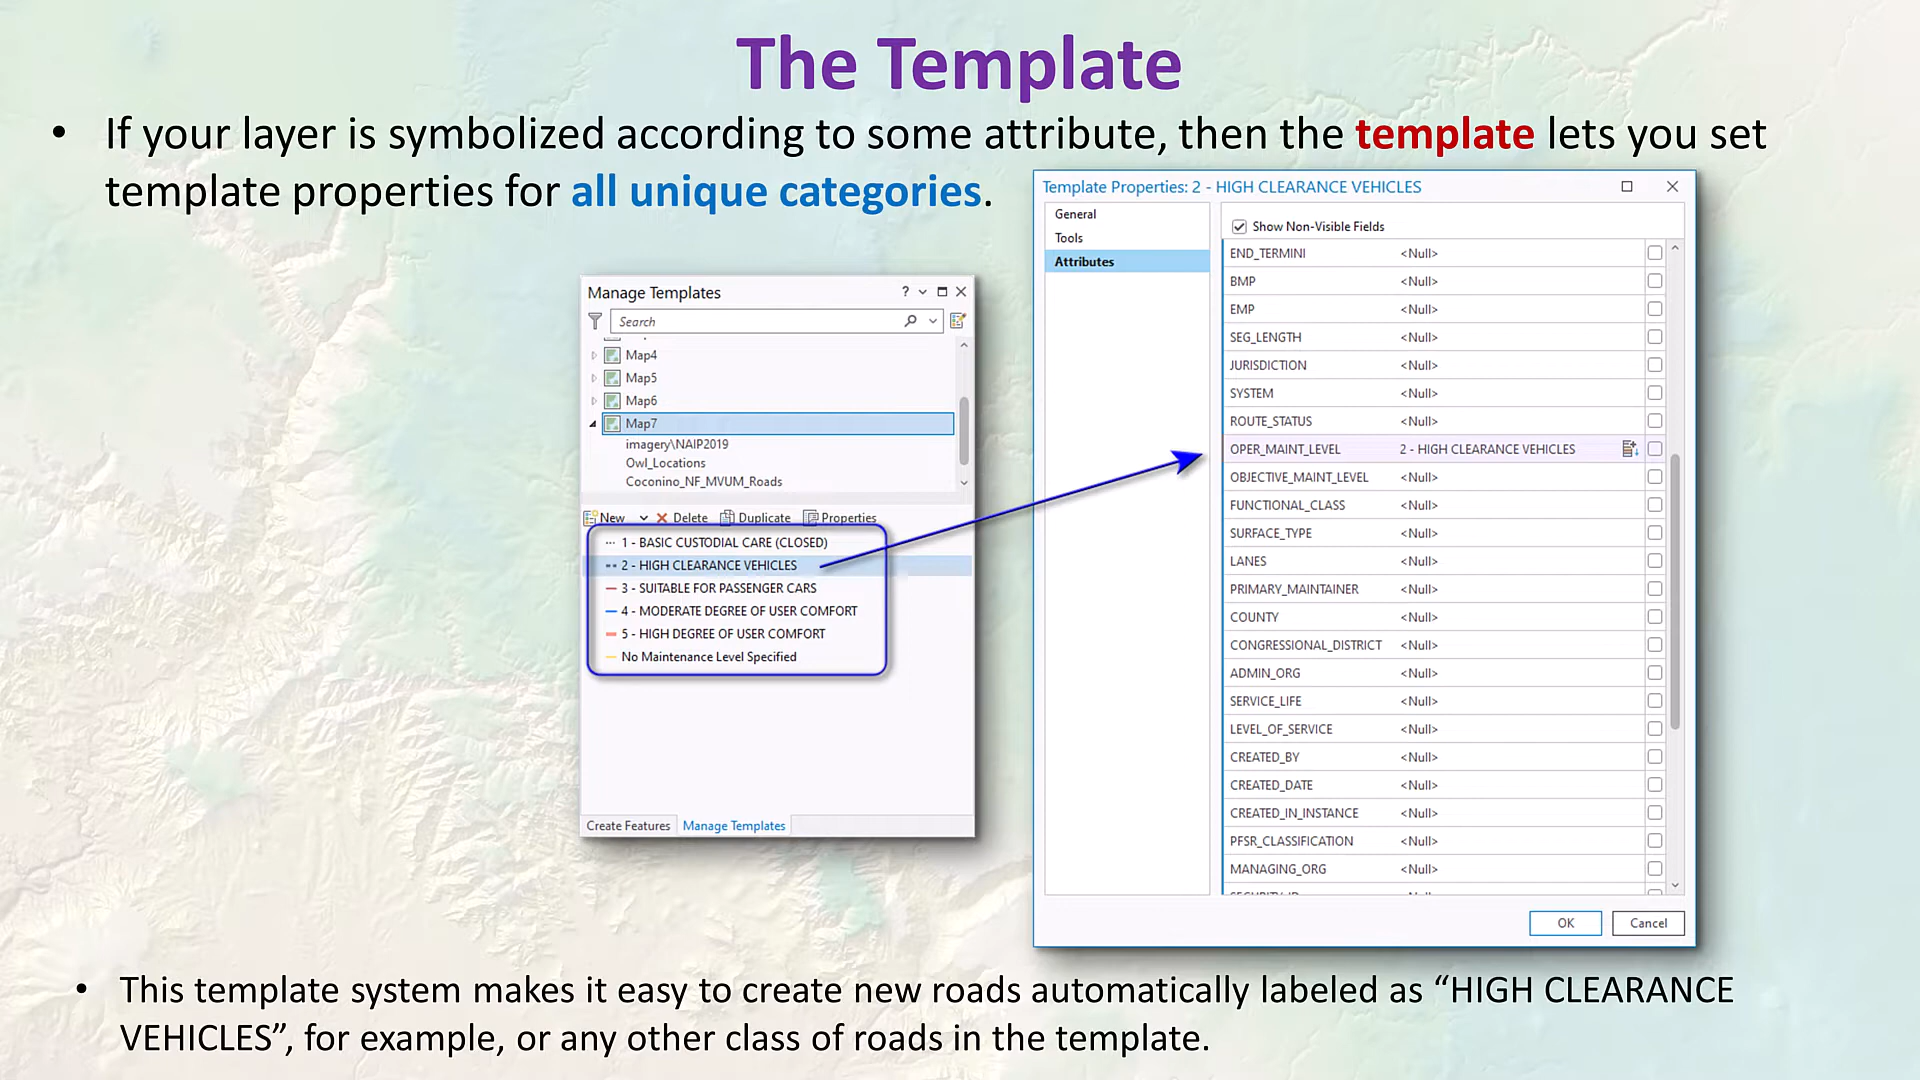 The Template
• If your layer is symbolized according to some attribute, then the template lets you set
template properties for all unique categories.
Manage Templates
?
Search
Map4
Map5
Map6
Map7
imagery\NAIP2019
Owl_Locations
Coconino_NF_MVUM_Roads
New Delete Duplicate Properties
1 - BASIC CUSTODIAL CARE (CLOSED)
2 - HIGH CLEARANCE VEHICLES
3 - SUITABLE FOR PASSENGER CARS
4 - MODERATE DEGREE OF USER COMFORT
5 - HIGH DEGREE OF USER COMFORT
No Maintenance Level Specified
Create Features Manage Templates
Template Properties: 2 - HIGH CLEARANCE VEHICLES
General
Tools
Attributes
Show Non-Visible Fields
END_TERMINI <Null>
BMP <Null>
EMP <Null>
SEG_LENGTH <Null>
JURISDICTION <Null>
SYSTEM <Null>
ROUTE_STATUS <Null>
OPER_MAINT_LEVEL 2 - HIGH CLEARANCE VEHICLES
OBJECTIVE_MAINT_LEVEL <Null>
FUNCTIONAL_CLASS <Null>
SURFACE_TYPE <Null>
LANES <Null>
PRIMARY_MAINTAINER <Null>
COUNTY <Null>
CONGRESSIONAL_DISTRICT <Null>
ADMIN_ORG <Null>
SERVICE_LIFE <Null>
LEVEL_OF_SERVICE <Null>
CREATED_BY <Null>
CREATED_DATE <Null>
CREATED_IN_INSTANCE <Null>
PFSR_CLASSIFICATION <Null>
MANAGING_ORG <Null>
OK Cancel
• This template system makes it easy to create new roads automatically labeled as “HIGH CLEARANCE
VEHICLES”, for example, or any other class of roads in the template.